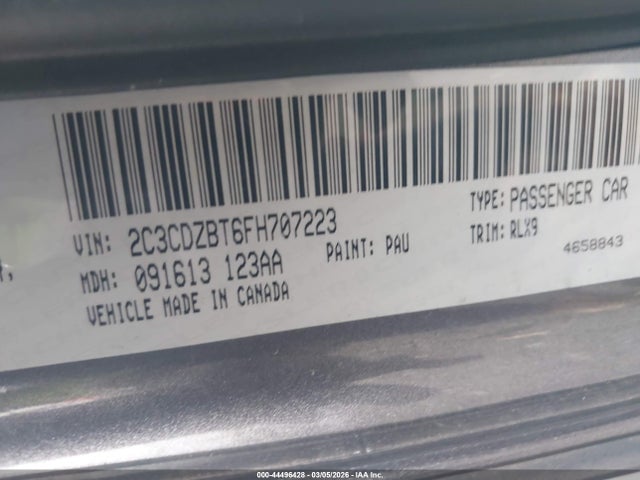 TYPE: PASSENGER CAR
VIN: 2C3CDZBT6FH707223
PAINT: PAU
TRIM: RLX9
MDH: 091613 123AA
4658843
VEHICLE MADE IN CANADA
00-44496428 - 03/05/2026 - IAA Inc.